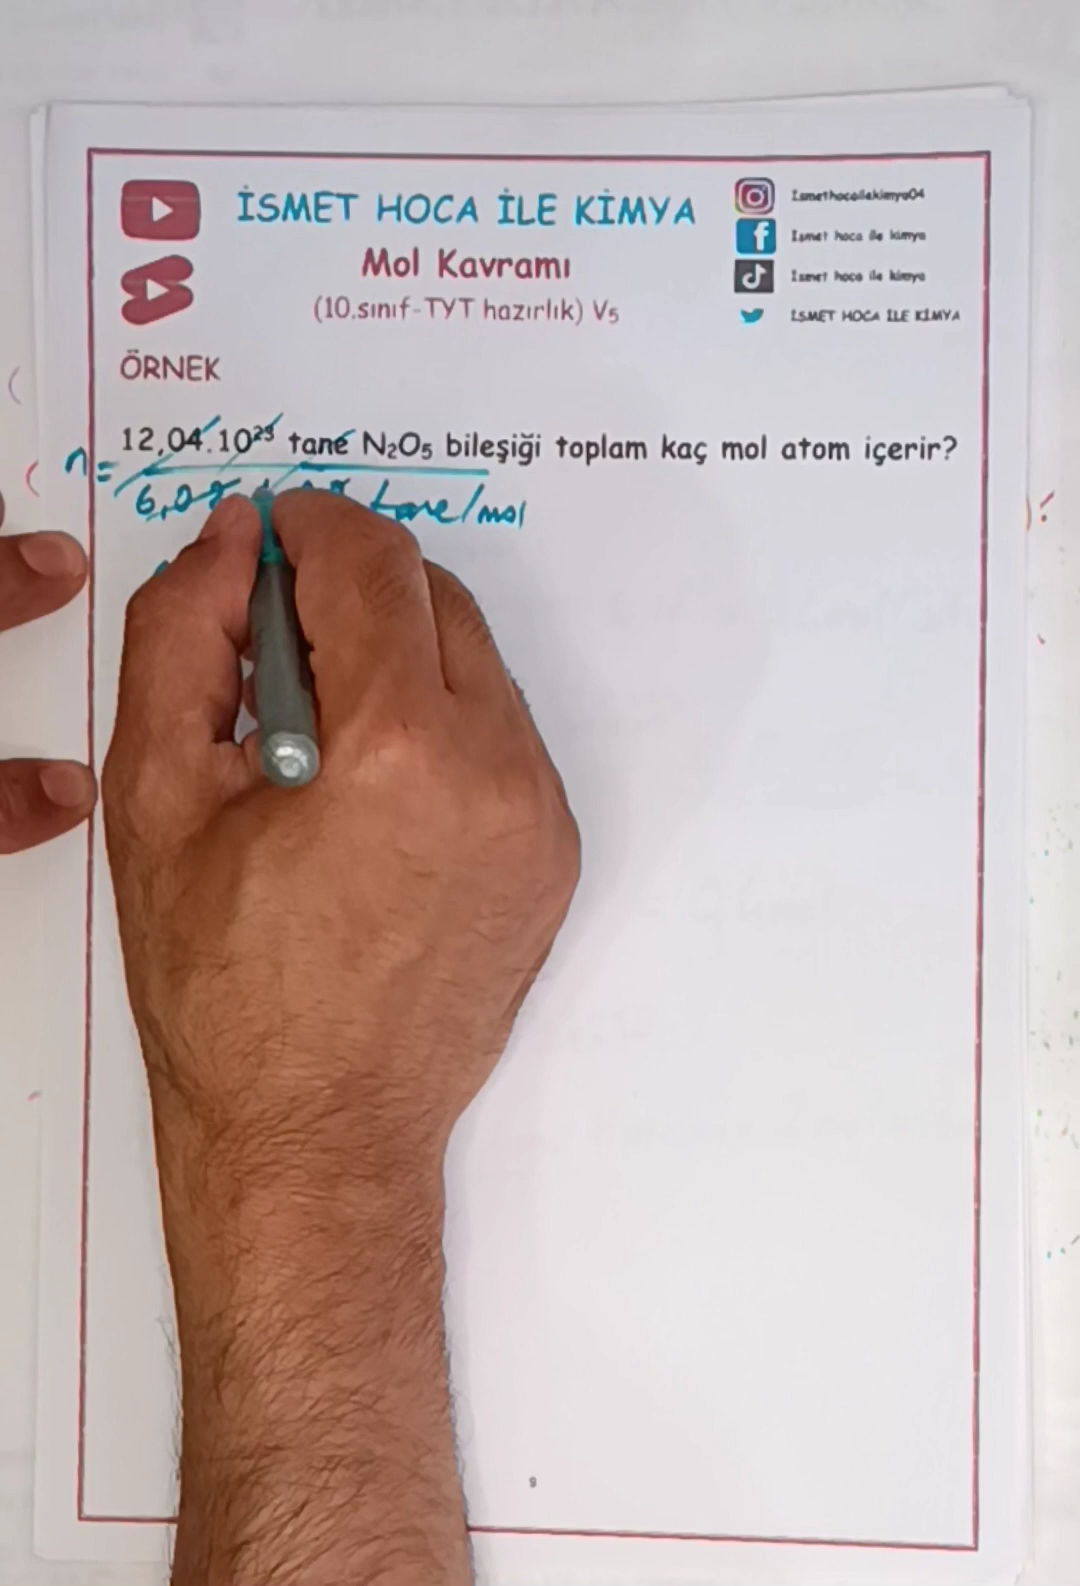 İSMET HOCA İLE KİMYA
Mol Kavramı
(10.sınıf-TYT hazırlık) V5
İsmethocailekimya04
İsmet hoca ile kimya
İsmet hoca ile kimya
İSMET HOCA İLE KİMYA
ÖRNEK
12,04.10²³ tane N₂O₅ bileşiği toplam kaç mol atom içerir?
n=
6,02 tane/mol
9